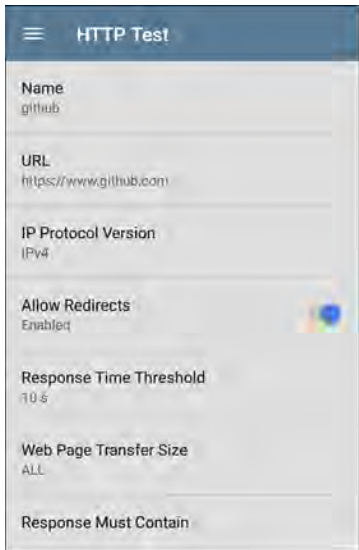 HTTP Test
Name
github
URL
https://www.github.com
IP Protocol Version
IPv4
Allow Redirects
Enabled
Response Time Threshold
10 s
Web Page Transfer Size
ALL
Response Must Contain